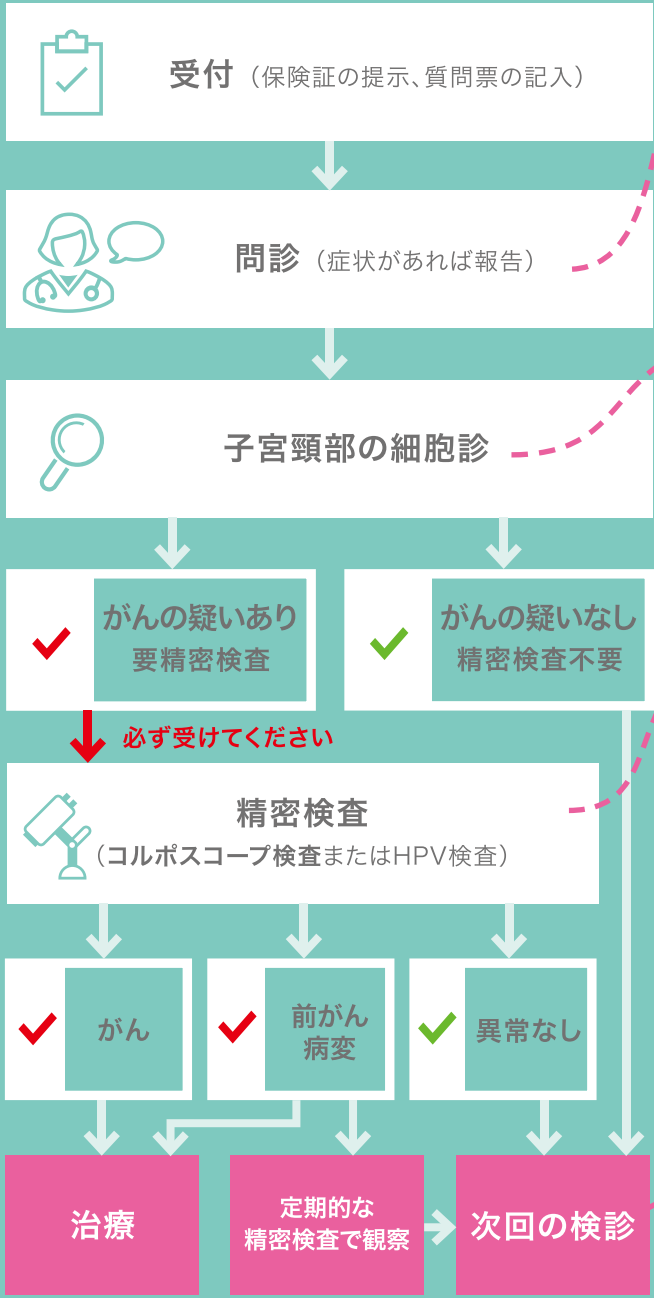 受付（保険証の提示、質問票の記入）
問診（症状があれば報告）
子宮頸部の細胞診
がんの疑いあり
要精密検査
がんの疑いなし
精密検査不要
必ず受けてください
精密検査
（コルポスコープ検査またはHPV検査）
がん
前がん
病変
異常なし
治療
定期的な
精密検査で観察
次回の検診